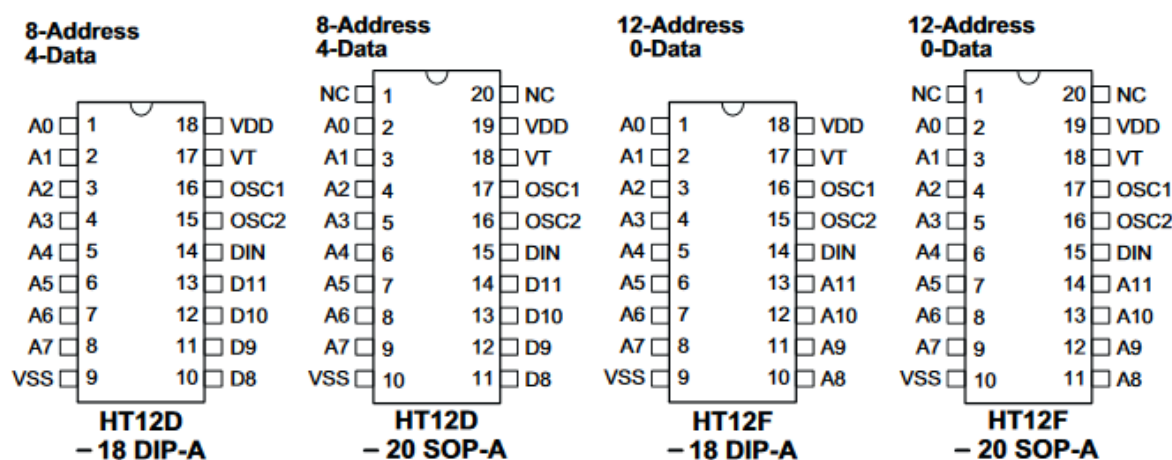 8-Address
4-Data
A0 1 18 VDD
A1 2 17 VT
A2 3 16 OSC1
A3 4 15 OSC2
A4 5 14 DIN
A5 6 13 D11
A6 7 12 D10
A7 8 11 D9
VSS 9 10 D8
HT12D
– 18 DIP-A
8-Address
4-Data
NC 1 20 NC
A0 2 19 VDD
A1 3 18 VT
A2 4 17 OSC1
A3 5 16 OSC2
A4 6 15 DIN
A5 7 14 D11
A6 8 13 D10
A7 9 12 D9
VSS 10 11 D8
HT12D
– 20 SOP-A
12-Address
0-Data
A0 1 18 VDD
A1 2 17 VT
A2 3 16 OSC1
A3 4 15 OSC2
A4 5 14 DIN
A5 6 13 A11
A6 7 12 A10
A7 8 11 A9
VSS 9 10 A8
HT12F
– 18 DIP-A
12-Address
0-Data
NC 1 20 NC
A0 2 19 VDD
A1 3 18 VT
A2 4 17 OSC1
A3 5 16 OSC2
A4 6 15 DIN
A5 7 14 A11
A6 8 13 A10
A7 9 12 A9
VSS 10 11 A8
HT12F
– 20 SOP-A